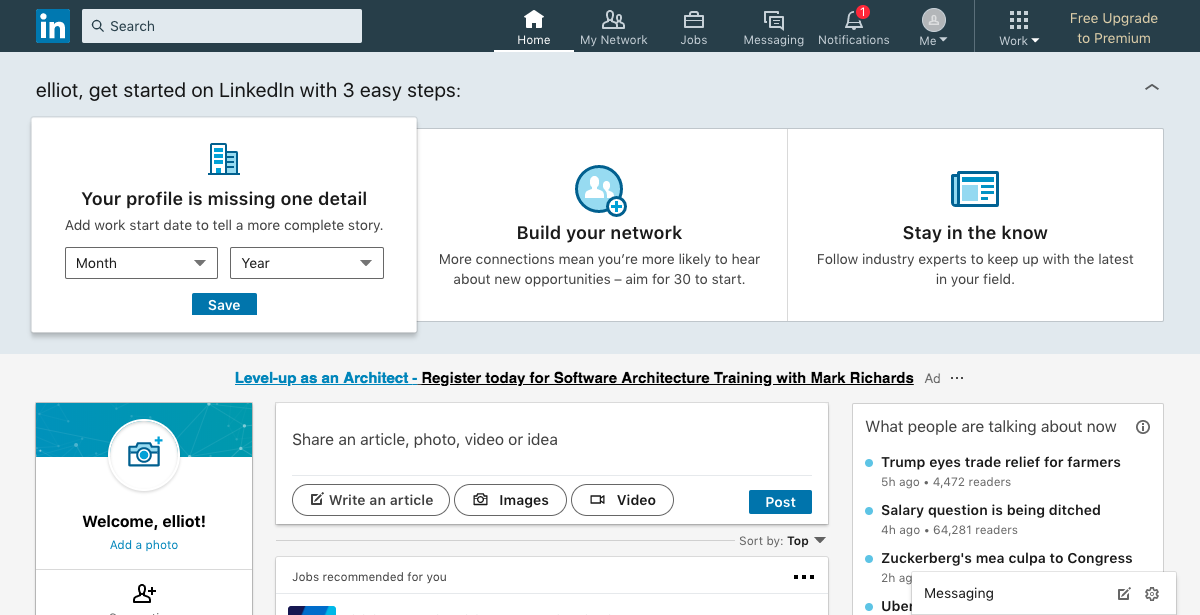 in
Search
Home
My Network
Jobs
Messaging
1
Notifications
Me
Work
Free Upgrade
to Premium
elliot, get started on LinkedIn with 3 easy steps:
Your profile is missing one detail
Add work start date to tell a more complete story.
Month
Year
Save
Build your network
More connections mean you’re more likely to hear
about new opportunities – aim for 30 to start.
Stay in the know
Follow industry experts to keep up with the latest
in your field.
Level-up as an Architect - Register today for Software Architecture Training with Mark Richards Ad ···
Welcome, elliot!
Add a photo
Share an article, photo, video or idea
Write an article
Images
Video
Post
Sort by: Top
Jobs recommended for you
What people are talking about now
Trump eyes trade relief for farmers
5h ago • 4,472 readers
Salary question is being ditched
4h ago • 64,281 readers
Zuckerberg's mea culpa to Congress
2h ag
Uber
Messaging